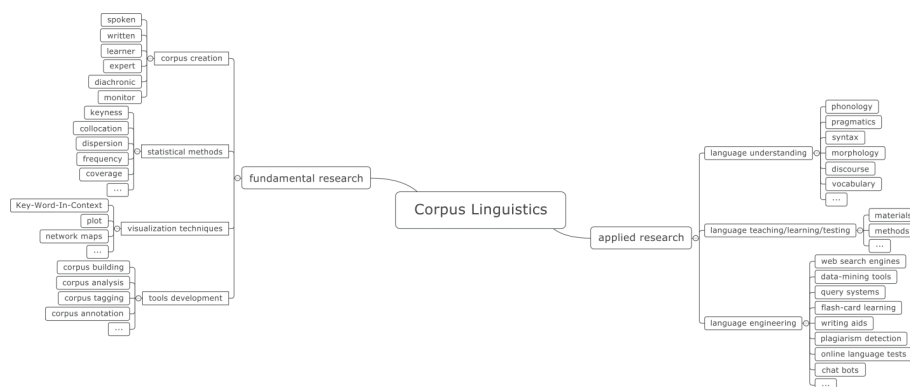 spoken
written
learner
expert
diachronic
monitor
corpus creation
keyness
collocation
dispersion
frequency
coverage
...
statistical methods
Key-Word-In-Context
plot
network maps
...
visualization techniques
corpus building
corpus analysis
corpus tagging
corpus annotation
...
tools development
fundamental research
Corpus Linguistics
applied research
language understanding
phonology
pragmatics
syntax
morphology
discourse
vocabulary
...
language teaching/learning/testing
materials
methods
...
language engineering
web search engines
data-mining tools
query systems
flash-card learning
writing aids
plagiarism detection
online language tests
chat bots
...